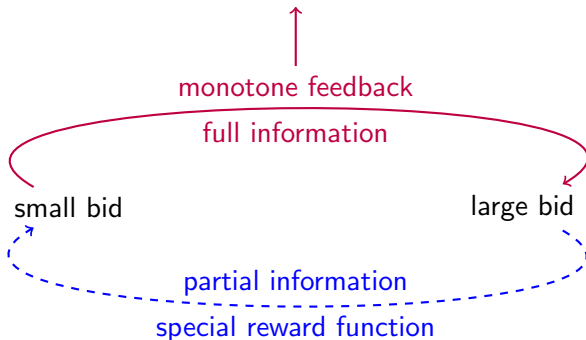 monotone feedback
full information
small bid
large bid
partial information
special reward function